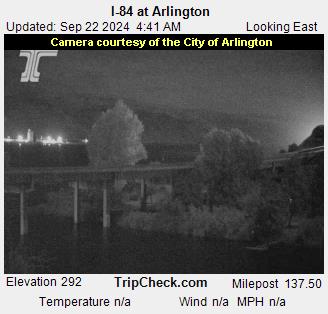 I-84 at Arlington
Updated: Sep 22 2024 4:41 AM Looking East
Camera courtesy of the City of Arlington
Elevation 292 TripCheck.com Milepost 137.50
Temperature n/a Wind n/a MPH n/a